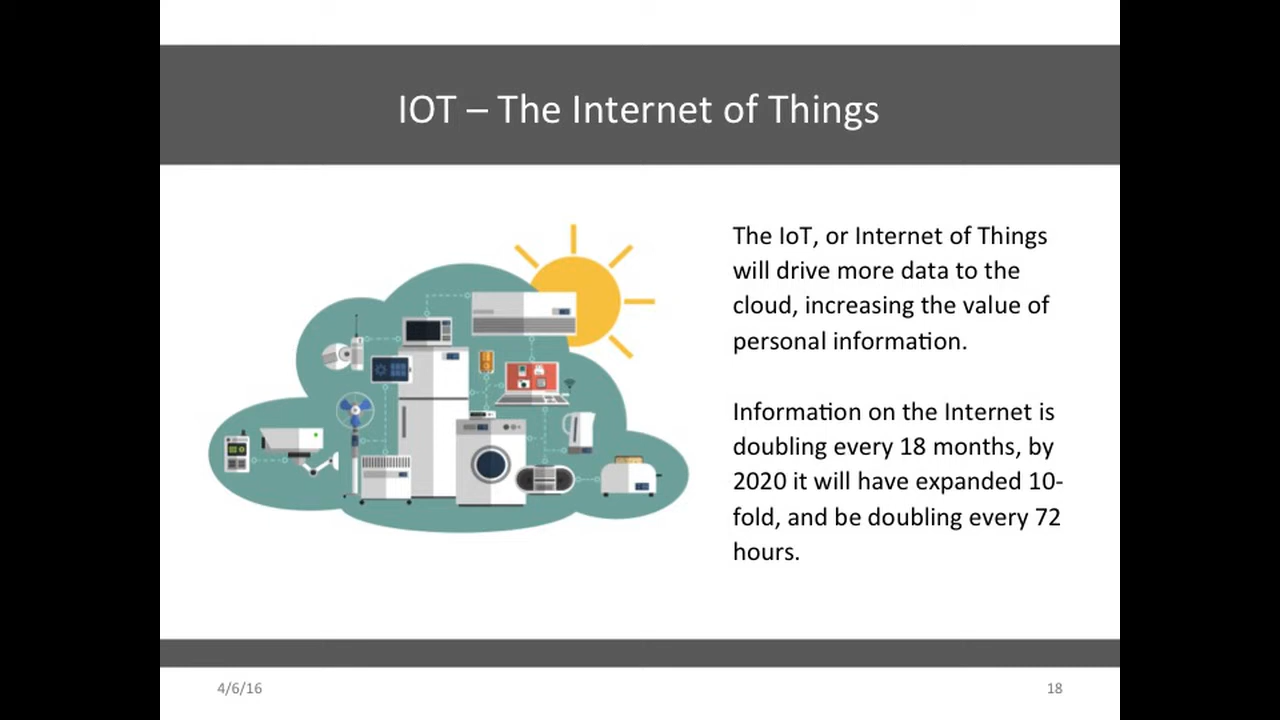 IOT – The Internet of Things
The IoT, or Internet of Things
will drive more data to the
cloud, increasing the value of
personal information.
Information on the Internet is
doubling every 18 months, by
2020 it will have expanded 10-
fold, and be doubling every 72
hours.
4/6/16
18